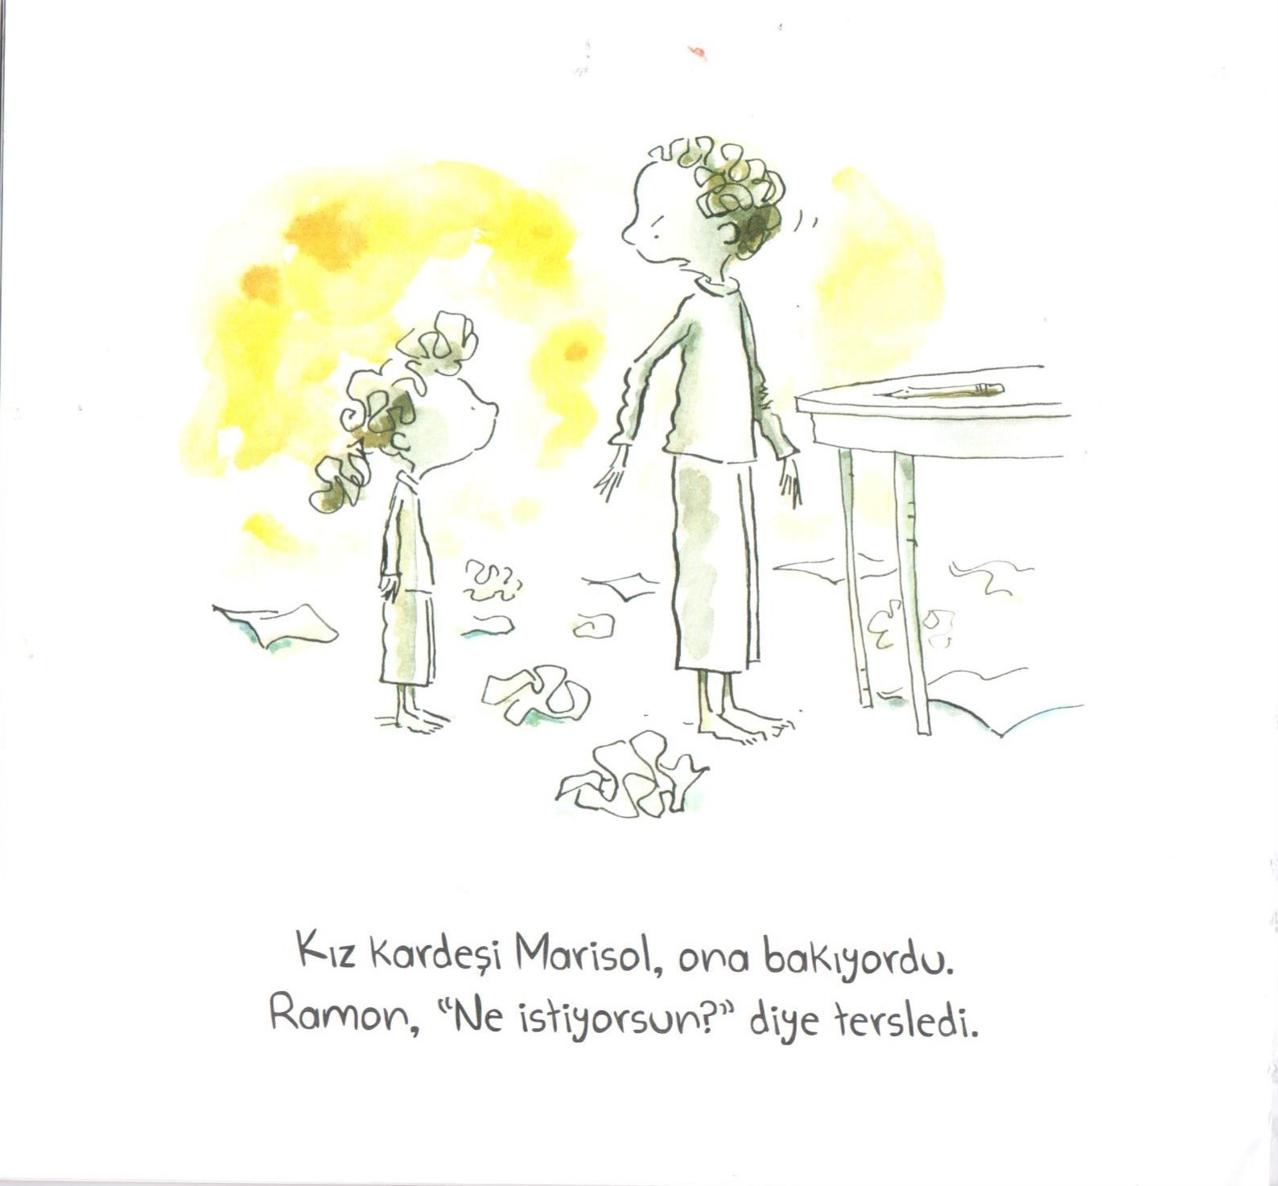 Kız kardeşi Marisol, ona bakıyordu.
Ramon, “Ne istiyorsun?” diye tersledi.